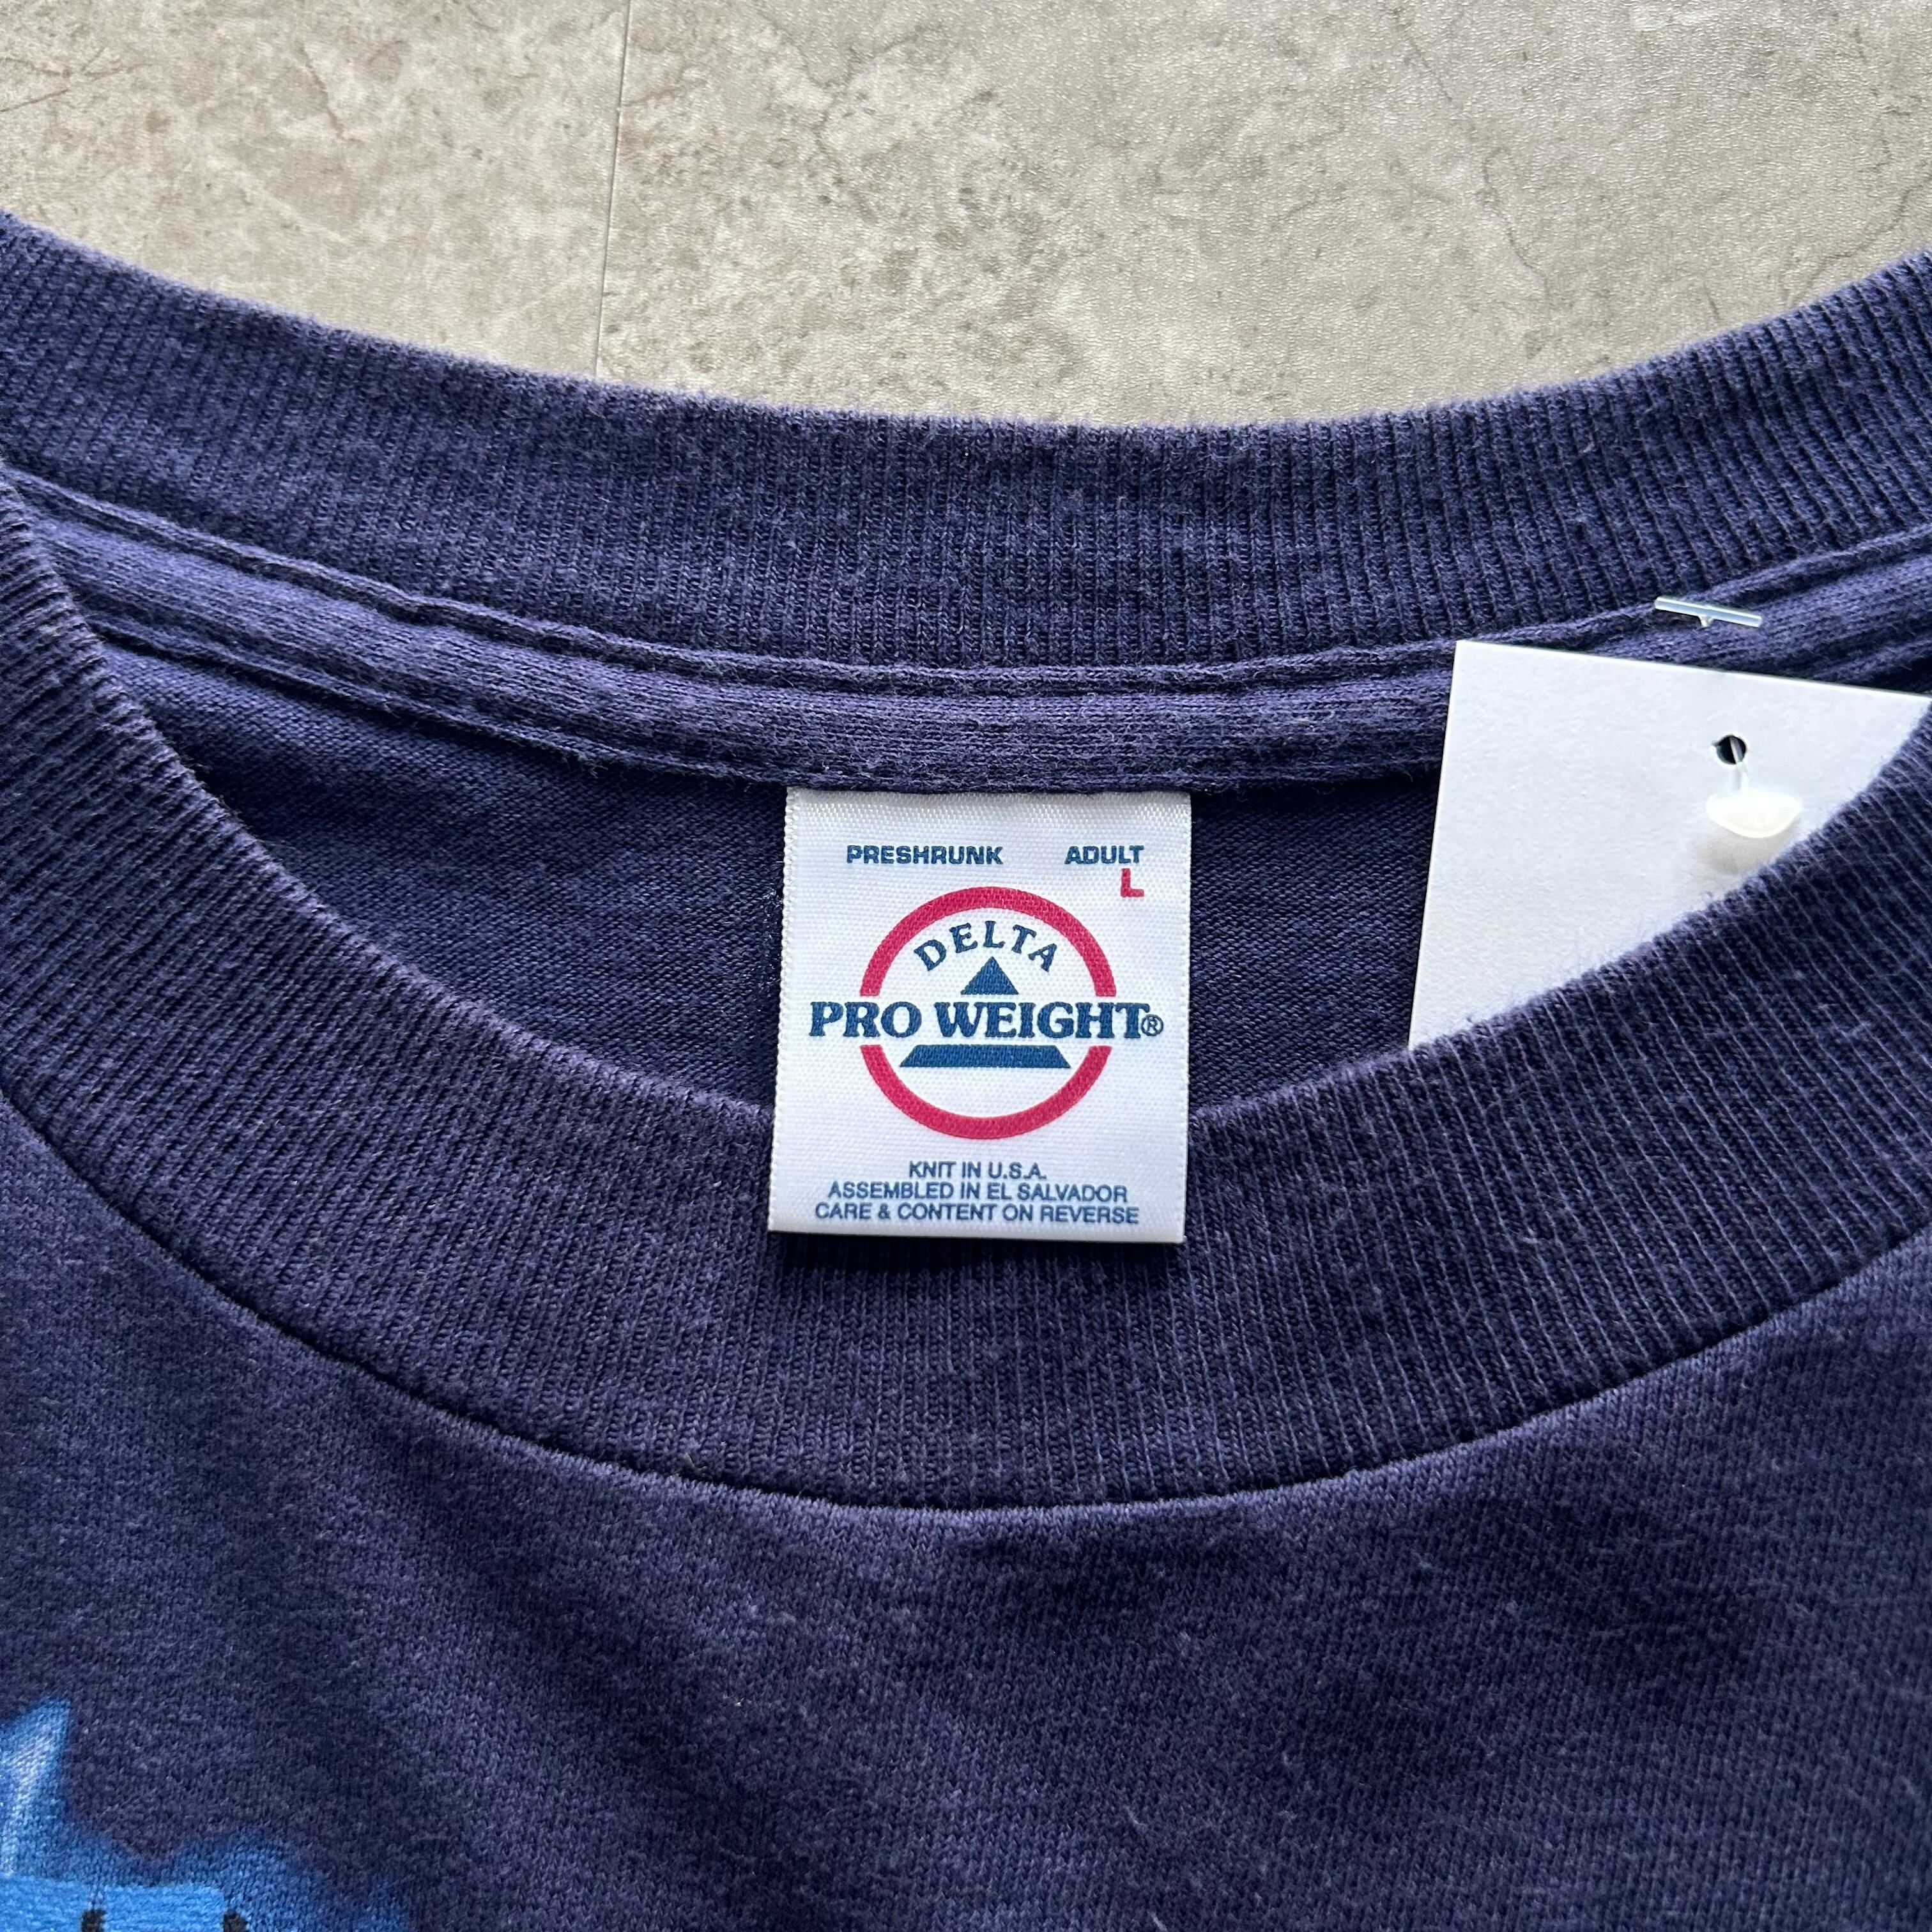 PRESHRUNK ADULT
L
DELTA
PRO WEIGHT®
KNIT IN U.S.A.
ASSEMBLED IN EL SALVADOR
CARE & CONTENT ON REVERSE